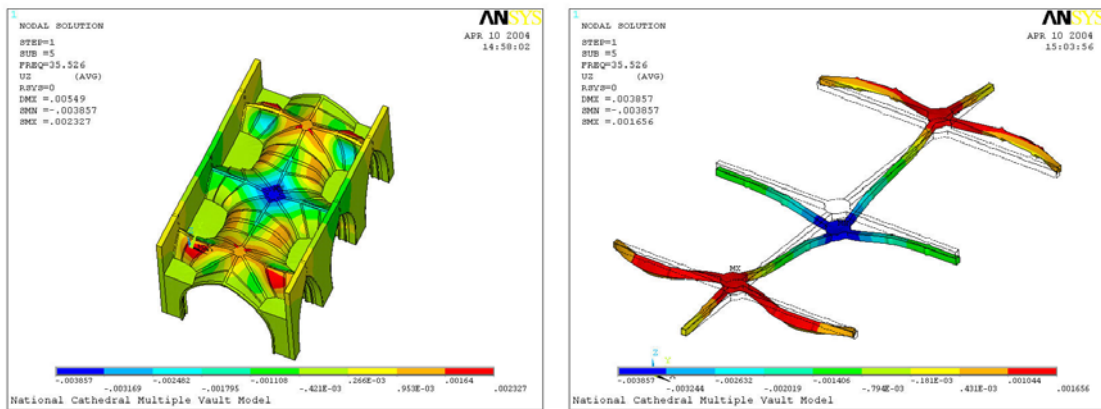 1
NODAL SOLUTION
STEP=1
SUB =5
FREQ=35.526
UZ (AVG)
RSYS=0
DMX =.00549
SMN =-.003857
SMX =.002327
ANSYS
APR 10 2004
14:58:02
-.003857 -.002482 -.001108 .266E-03 .00164
-.003169 -.001795 -.421E-03 .953E-03 .002327
National Cathedral Multiple Vault Model
1
NODAL SOLUTION
STEP=1
SUB =5
FREQ=35.526
UZ (AVG)
RSYS=0
DMX =.003857
SMN =-.003857
SMX =.001656
ANSYS
APR 10 2004
15:03:56
MX
Z
Y
-.003857 -.002632 -.001406 -.181E-03 .001044
-.003244 -.002019 -.794E-03 .431E-03 .001656
National Cathedral Multiple Vault Model